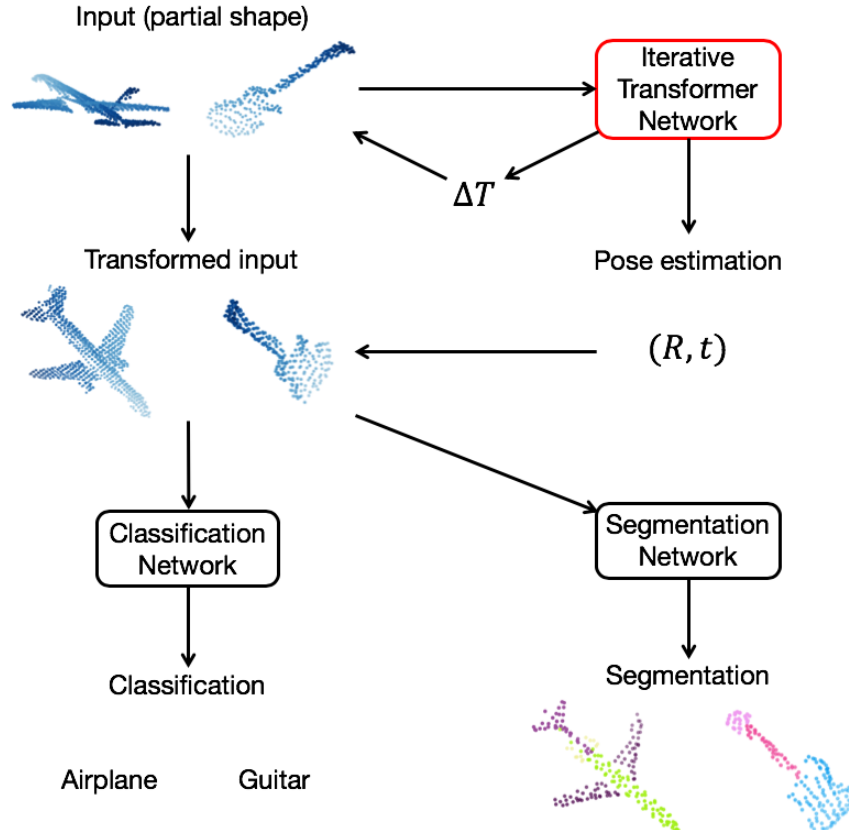 Input (partial shape)
Iterative
Transformer
Network
ΔT
Transformed input
Pose estimation
(R, t)
Classification
Network
Segmentation
Network
Classification
Segmentation
Airplane
Guitar